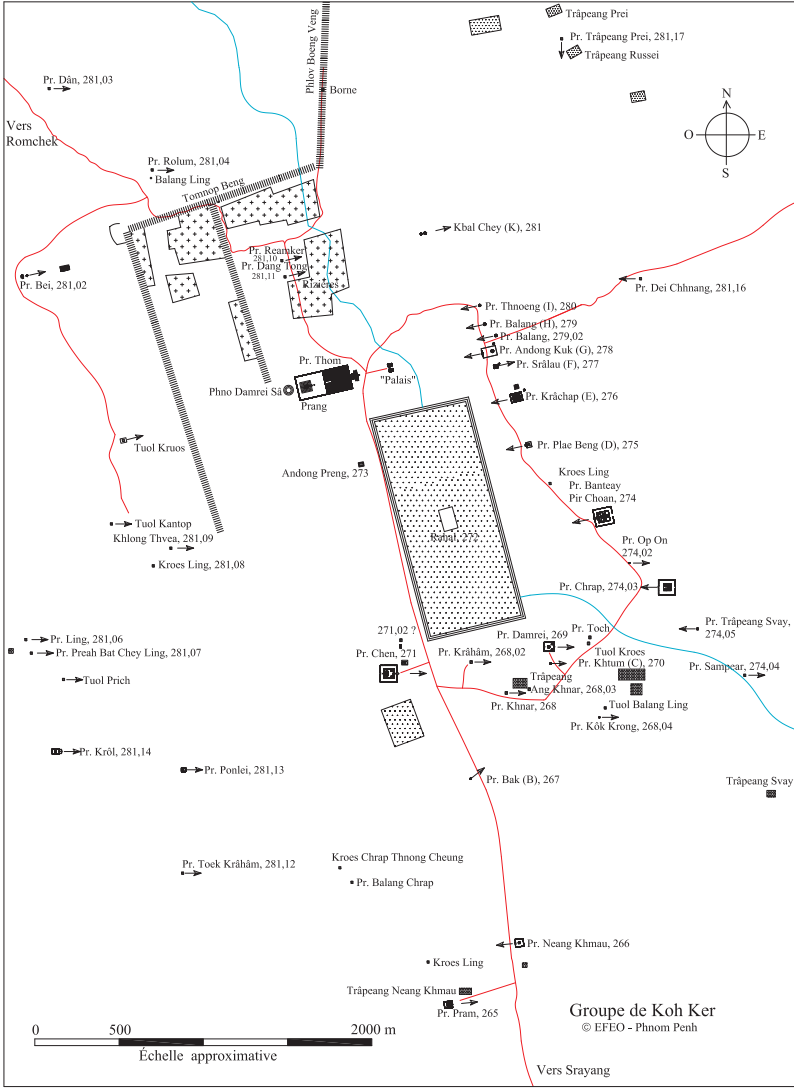 Trâpeang Prei
Pr. Trâpeang Prei, 281,17
Trâpeang Russei
Phlov Boeng Veng
Borne
Pr. Dân, 281,03
Vers
Romchek
N
O
E
S
Pr. Rolum, 281,04
Balang Ling
Tomnop Beng
Kbal Chey (K), 281
Pr. Reamker
281,10
Pr. Dang Tong
281,11
Rizières
Pr. Bei, 281,02
Pr. Dei Chhnang, 281,16
Pr. Thnoeng (I), 280
Pr. Balang (H), 279
Pr. Balang, 279,02
Pr. Andong Kuk (G), 278
Pr. Srâlau (F), 277
Pr. Thom
"Palais"
Phno Damrei Sâ
Prang
Pr. Krâchap (E), 276
Tuol Kruos
Pr. Plae Beng (D), 275
Andong Preng, 273
Kroes Ling
Pr. Banteay
Pir Choan, 274
Rahal, 272
Tuol Kantop
Khlong Thvea, 281,09
Kroes Ling, 281,08
Pr. Op On
274,02
Pr. Chrap, 274,03
Pr. Ling, 281,06
Pr. Preah Bat Chey Ling, 281,07
Tuol Prich
271,02 ?
Pr. Chen, 271
Pr. Damrei, 269
Pr. Toch
Pr. Trâpeang Svay,
274,05
Pr. Krâhâm, 268,02
Tuol Kroes
Pr. Khtum (C), 270
Pr. Sampear, 274,04
Trâpeang
Ang Khnar, 268,03
Pr. Khnar, 268
Tuol Balang Ling
Pr. Kôk Krong, 268,04
Pr. Krôl, 281,14
Pr. Ponlei, 281,13
Pr. Bak (B), 267
Trâpeang Svay
Pr. Toek Krâhâm, 281,12
Kroes Chrap Thnong Cheung
Pr. Balang Chrap
Pr. Neang Khmau, 266
Kroes Ling
Trâpeang Neang Khmau
Pr. Pram, 265
Groupe de Koh Ker
© EFEO - Phnom Penh
0 500 2000 m
Échelle approximative
Vers Srayang